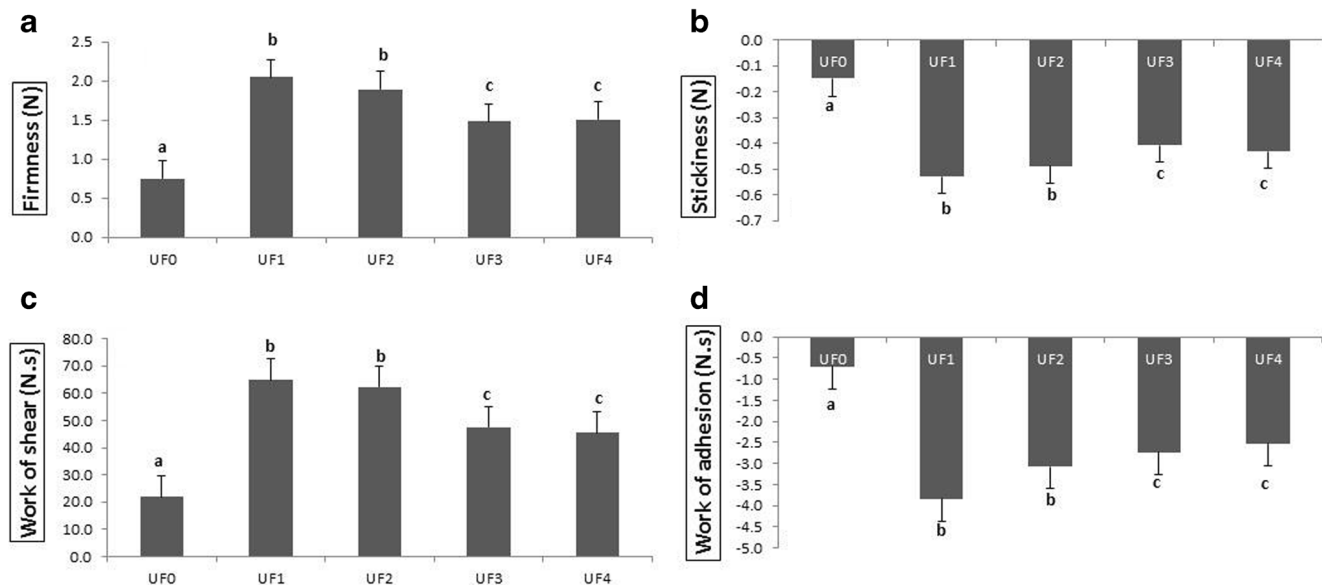 a
Firmness (N)
2.5
2.0
1.5
1.0
0.5
0.0
a
b
b
c
c
UF0
UF1
UF2
UF3
UF4
b
Stickiness (N)
0.0
-0.1
-0.2
-0.3
-0.4
-0.5
-0.6
-0.7
UF0
UF1
UF2
UF3
UF4
a
b
b
c
c
c
Work of shear (N.s)
80.0
70.0
60.0
50.0
40.0
30.0
20.0
10.0
0.0
a
b
b
c
c
UF0
UF1
UF2
UF3
UF4
d
Work of adhesion (N.s)
0.0
-0.5
-1.0
-1.5
-2.0
-2.5
-3.0
-3.5
-4.0
-4.5
-5.0
UF0
UF1
UF2
UF3
UF4
a
b
b
c
c